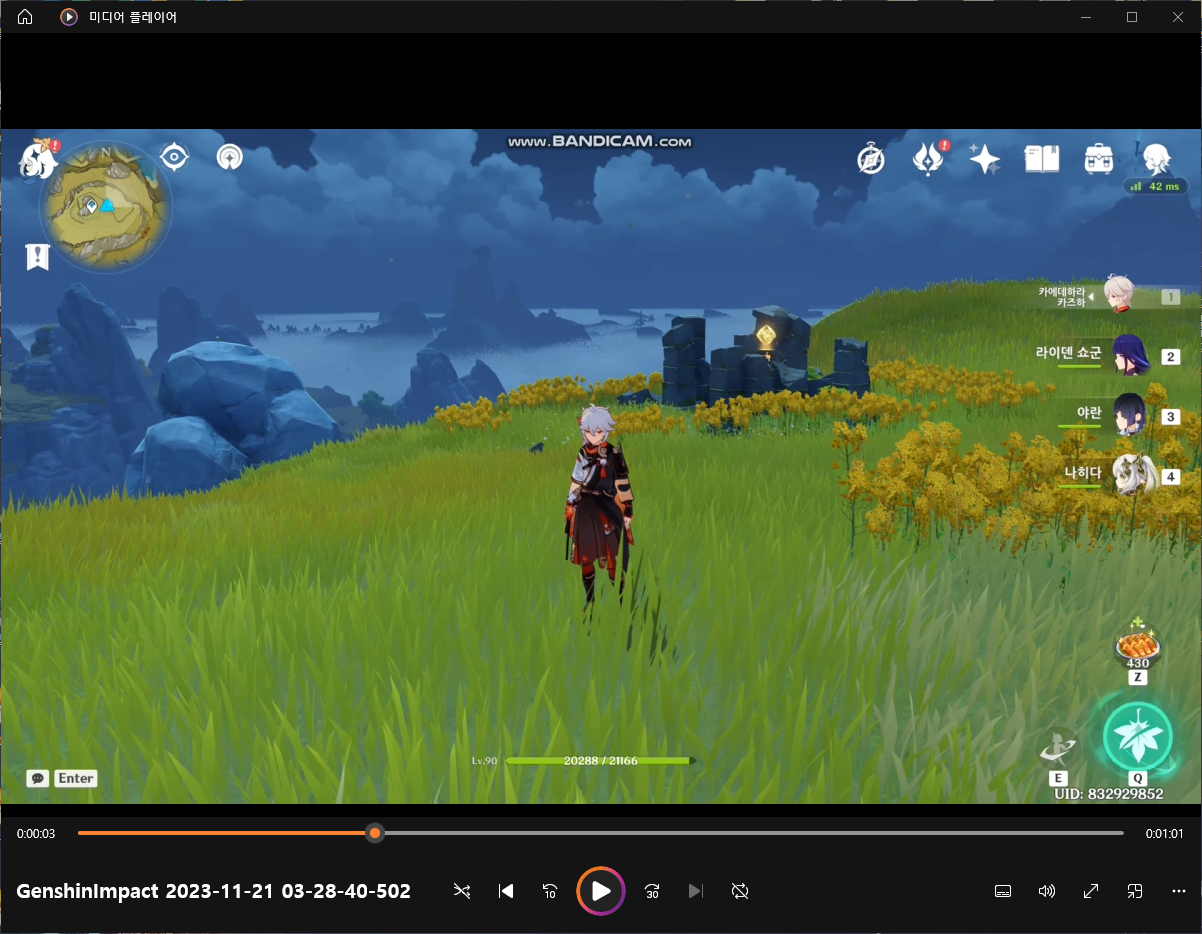 미디어 플레이어
www.BANDICAM.com
N
42 ms
카에데하라
카즈하
1
라이덴 쇼군
2
야란
3
나히다
4
430
Z
Lv.90
20288 / 21166
Enter
E
Q
UID: 832929852
0:00:03
0:01:01
GenshinImpact 2023-11-21 03-28-40-502
10
30